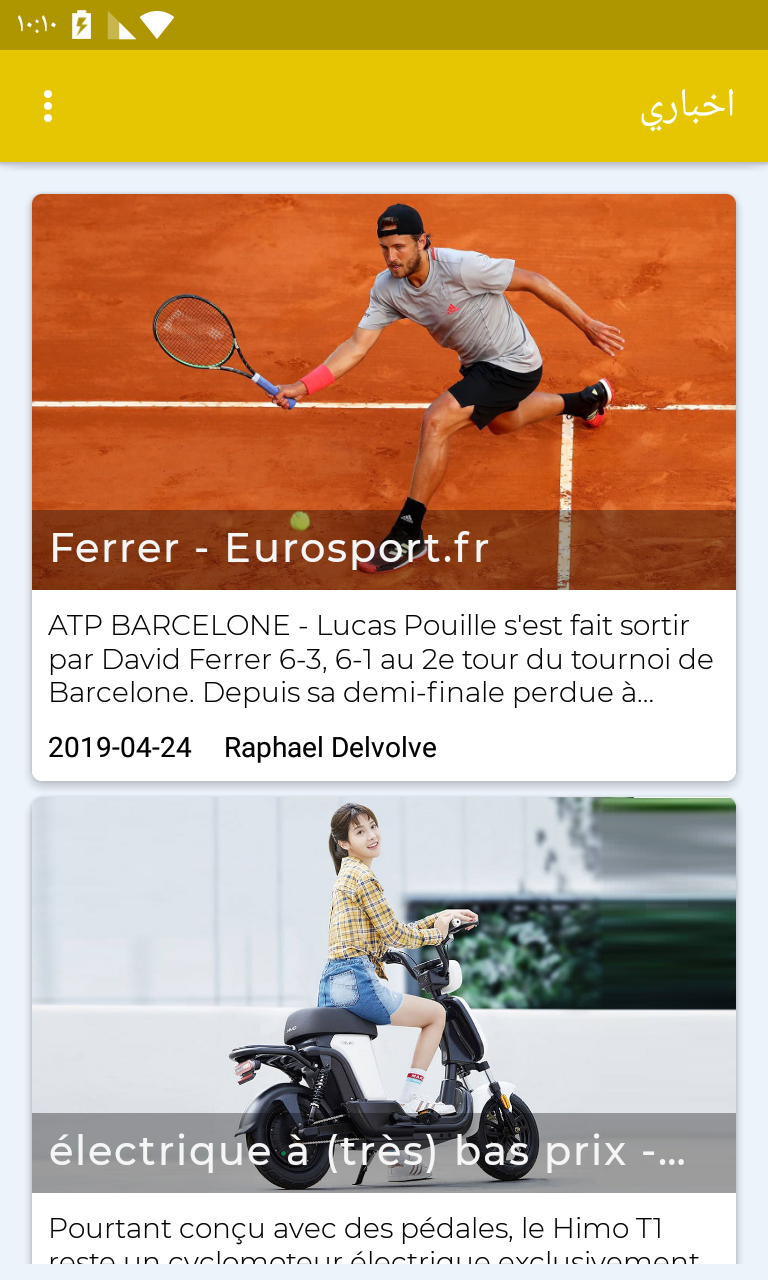 ١٠:١٠
اخباري
Ferrer - Eurosport.fr
ATP BARCELONE - Lucas Pouille s'est fait sortir
par David Ferrer 6-3, 6-1 au 2e tour du tournoi de
Barcelone. Depuis sa demi-finale perdue à...
2019-04-24 Raphael Delvolve
électrique à (très) bas prix -...
Pourtant conçu avec des pédales, le Himo T1
reste un cyclomoteur électrique exclusivement